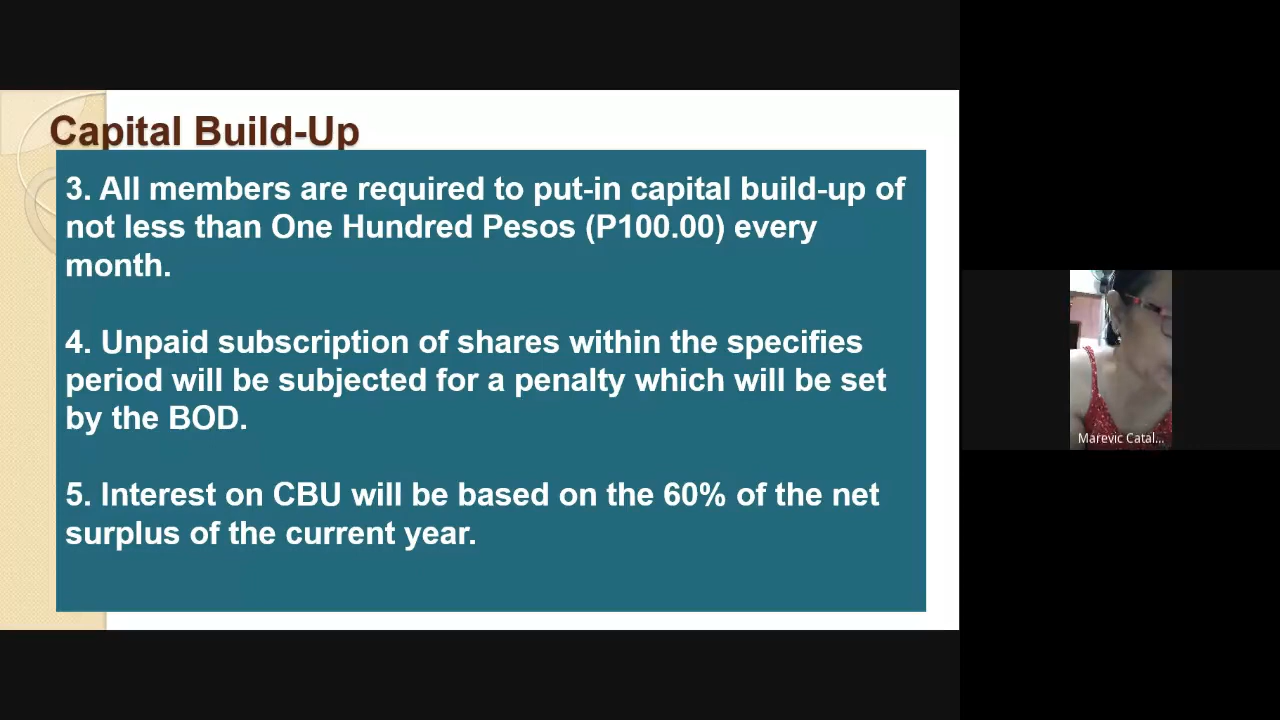 Capital Build-Up
3. All members are required to put-in capital build-up of
not less than One Hundred Pesos (P100.00) every
month.
4. Unpaid subscription of shares within the specifies
period will be subjected for a penalty which will be set
by the BOD.
5. Interest on CBU will be based on the 60% of the net
surplus of the current year.
Marevic Catal...